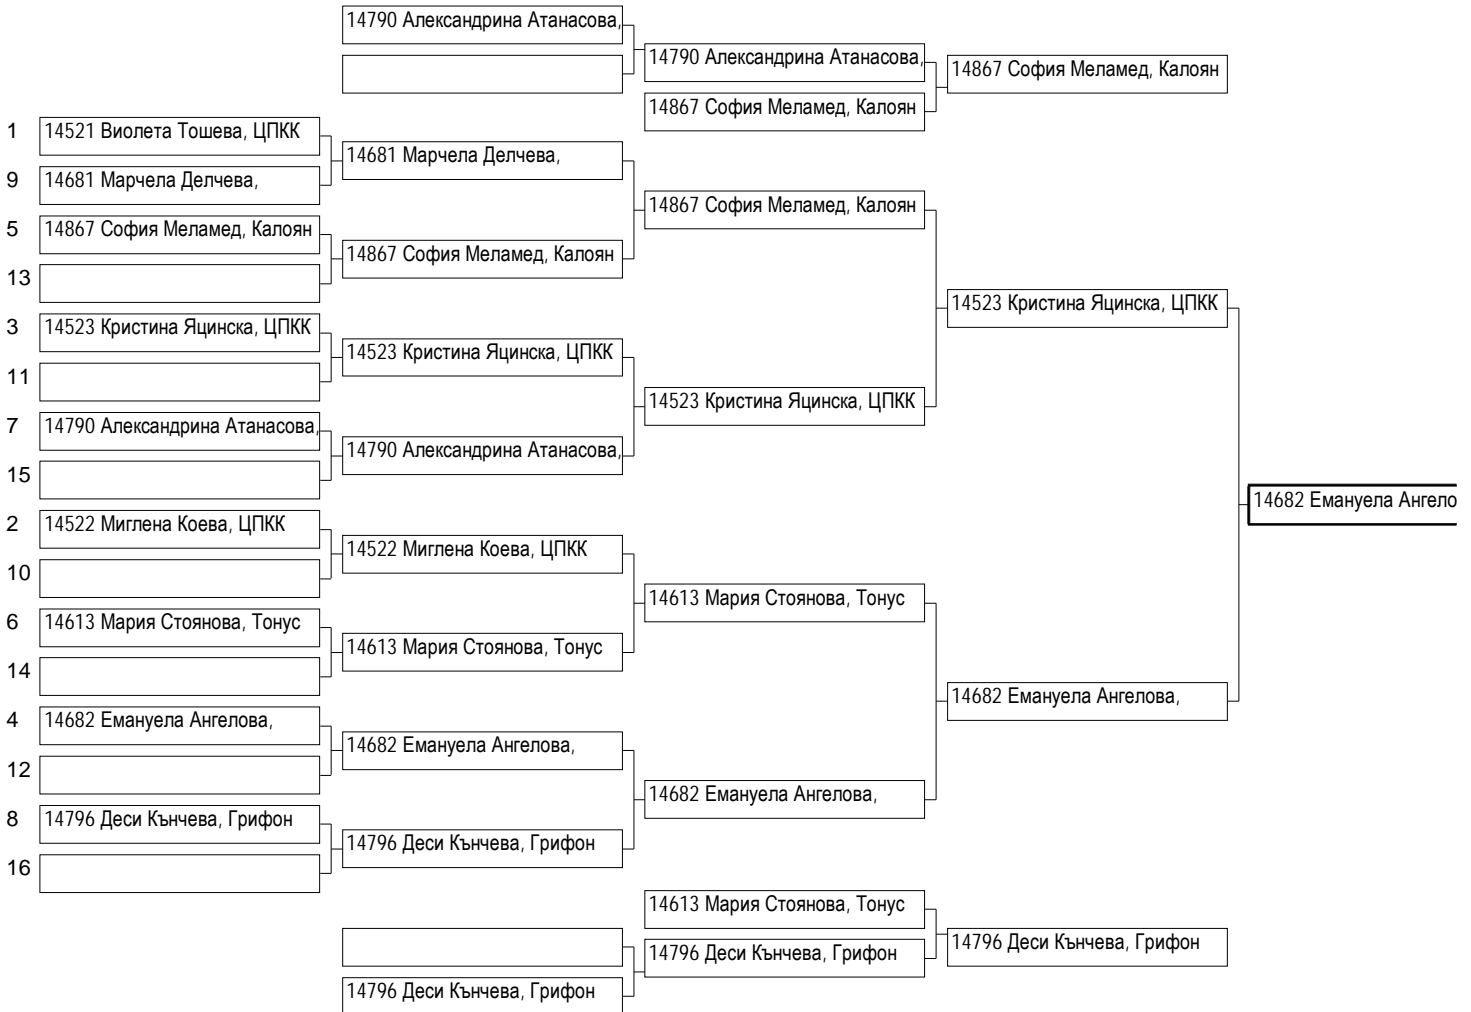 14790 Александрина Атанасова,
14790 Александрина Атанасова,
14867 София Меламед, Калоян
14867 София Меламед, Калоян
1 14521 Виолета Тошева, ЦПКК
14681 Марчела Делчева,
9 14681 Марчела Делчева,
14867 София Меламед, Калоян
5 14867 София Меламед, Калоян
14867 София Меламед, Калоян
13
14523 Кристина Яцинска, ЦПКК
3 14523 Кристина Яцинска, ЦПКК
14523 Кристина Яцинска, ЦПКК
11
14523 Кристина Яцинска, ЦПКК
7 14790 Александрина Атанасова,
14790 Александрина Атанасова,
15
14682 Емануела Ангело
2 14522 Миглена Коева, ЦПКК
14522 Миглена Коева, ЦПКК
10
14613 Мария Стоянова, Тонус
6 14613 Мария Стоянова, Тонус
14613 Мария Стоянова, Тонус
14
14682 Емануела Ангелова,
4 14682 Емануела Ангелова,
14682 Емануела Ангелова,
12
14682 Емануела Ангелова,
8 14796 Деси Кънчева, Грифон
14796 Деси Кънчева, Грифон
16
14613 Мария Стоянова, Тонус
14796 Деси Кънчева, Грифон
14796 Деси Кънчева, Грифон
14796 Деси Кънчева, Грифон